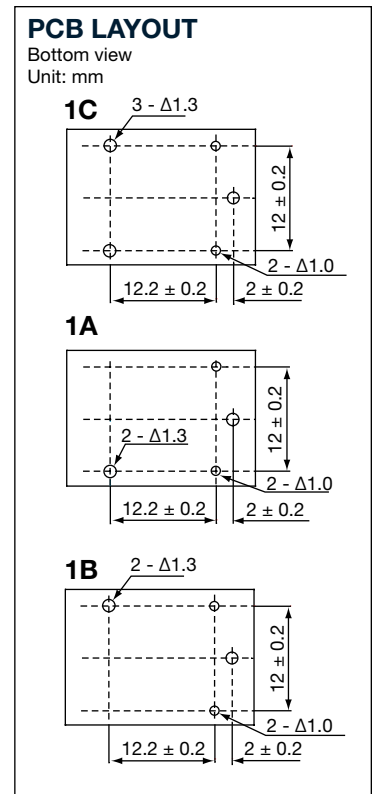 PCB LAYOUT
Bottom view
Unit: mm
1C
3 - Δ1.3
12 ± 0.2
2 - Δ1.0
12.2 ± 0.2
2 ± 0.2
1A
2 - Δ1.3
12 ± 0.2
2 - Δ1.0
12.2 ± 0.2
2 ± 0.2
1B
2 - Δ1.3
12 ± 0.2
2 - Δ1.0
12.2 ± 0.2
2 ± 0.2